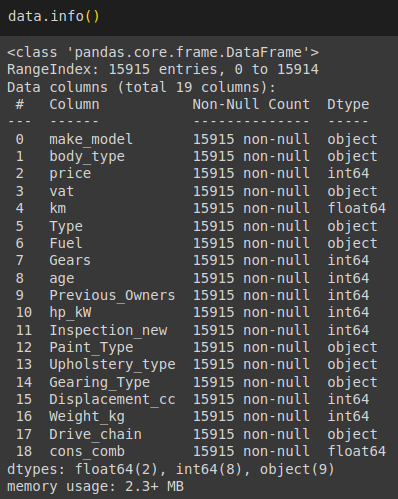 data.info()
<class 'pandas.core.frame.DataFrame'>
RangeIndex: 15915 entries, 0 to 15914
Data columns (total 19 columns):
 #   Column           Non-Null Count  Dtype
---  ------           --------------  -----
 0   make_model       15915 non-null  object
 1   body_type        15915 non-null  object
 2   price            15915 non-null  int64
 3   vat              15915 non-null  object
 4   km               15915 non-null  float64
 5   Type             15915 non-null  object
 6   Fuel             15915 non-null  object
 7   Gears            15915 non-null  int64
 8   age              15915 non-null  int64
 9   Previous_Owners  15915 non-null  int64
 10  hp_kW            15915 non-null  int64
 11  Inspection_new   15915 non-null  int64
 12  Paint_Type       15915 non-null  object
 13  Upholstery_type  15915 non-null  object
 14  Gearing_Type     15915 non-null  object
 15  Displacement_cc  15915 non-null  int64
 16  Weight_kg        15915 non-null  int64
 17  Drive_chain      15915 non-null  object
 18  cons_comb        15915 non-null  float64
dtypes: float64(2), int64(8), object(9)
memory usage: 2.3+ MB